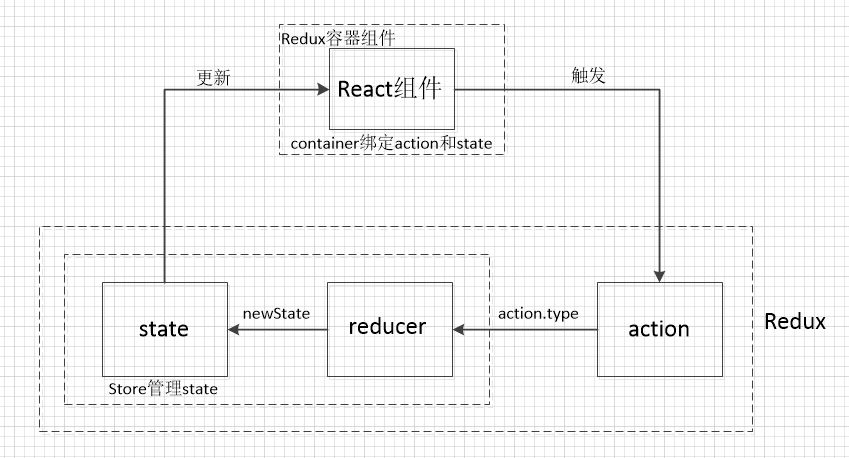 Redux容器组件
更新
React组件
触发
container绑定action和state
newState
action.type
state
reducer
action
Redux
Store管理state